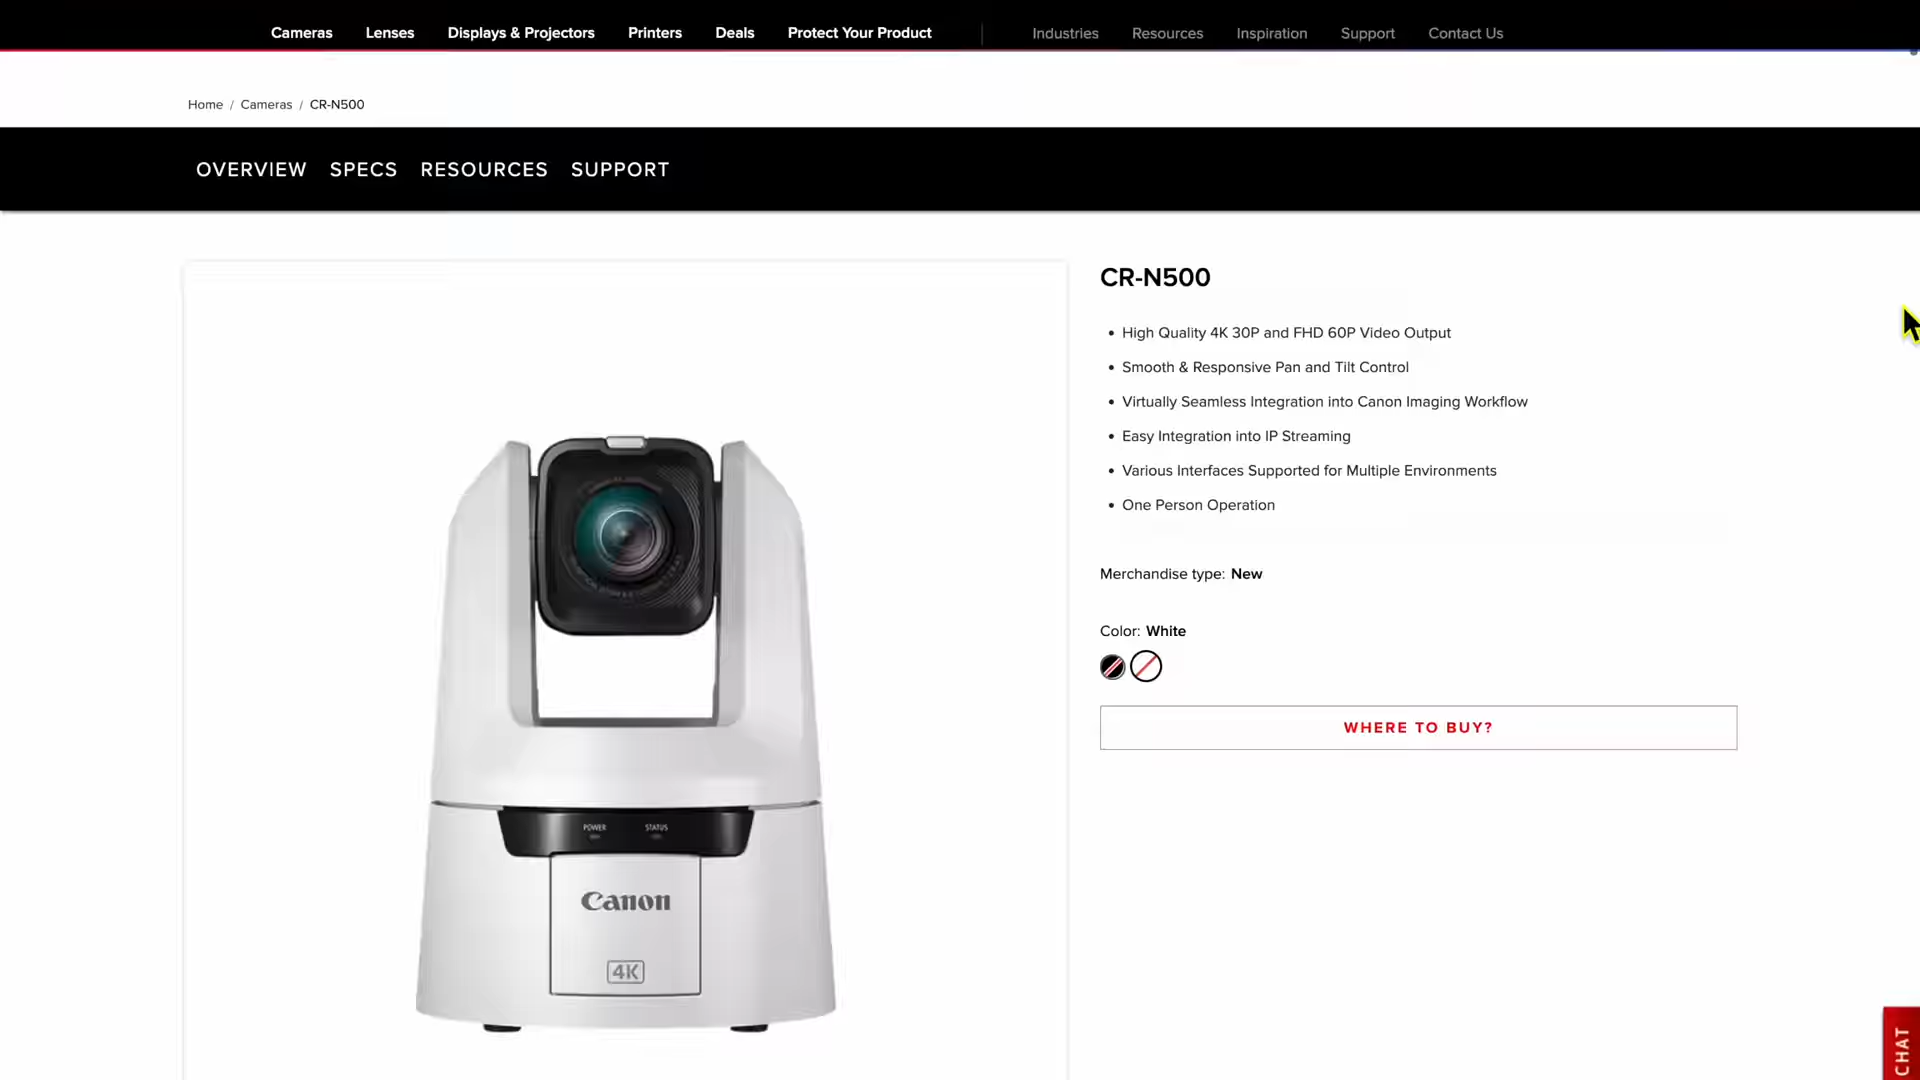 Cameras Lenses Displays & Projectors Printers Deals Protect Your Product Industries Resources Inspiration Support Contact Us
Home / Cameras / CR-N500
OVERVIEW SPECS RESOURCES SUPPORT
CR-N500
• High Quality 4K 30P and FHD 60P Video Output
• Smooth & Responsive Pan and Tilt Control
• Virtually Seamless Integration into Canon Imaging Workflow
• Easy Integration into IP Streaming
• Various Interfaces Supported for Multiple Environments
• One Person Operation
Merchandise type: New
Color: White
WHERE TO BUY?
POWER STATUS
Canon
4K
CHAT